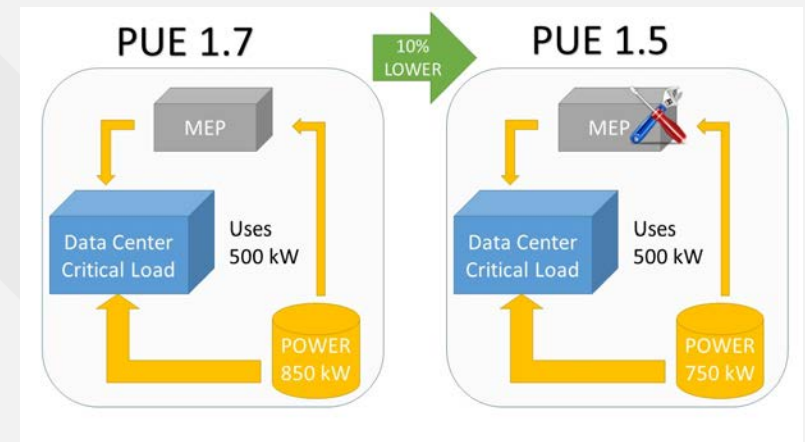 PUE 1.7
10%
LOWER
PUE 1.5
MEP
Data Center
Critical Load
Uses
500 kW
POWER
850 kW
MEP
Data Center
Critical Load
Uses
500 kW
POWER
750 kW